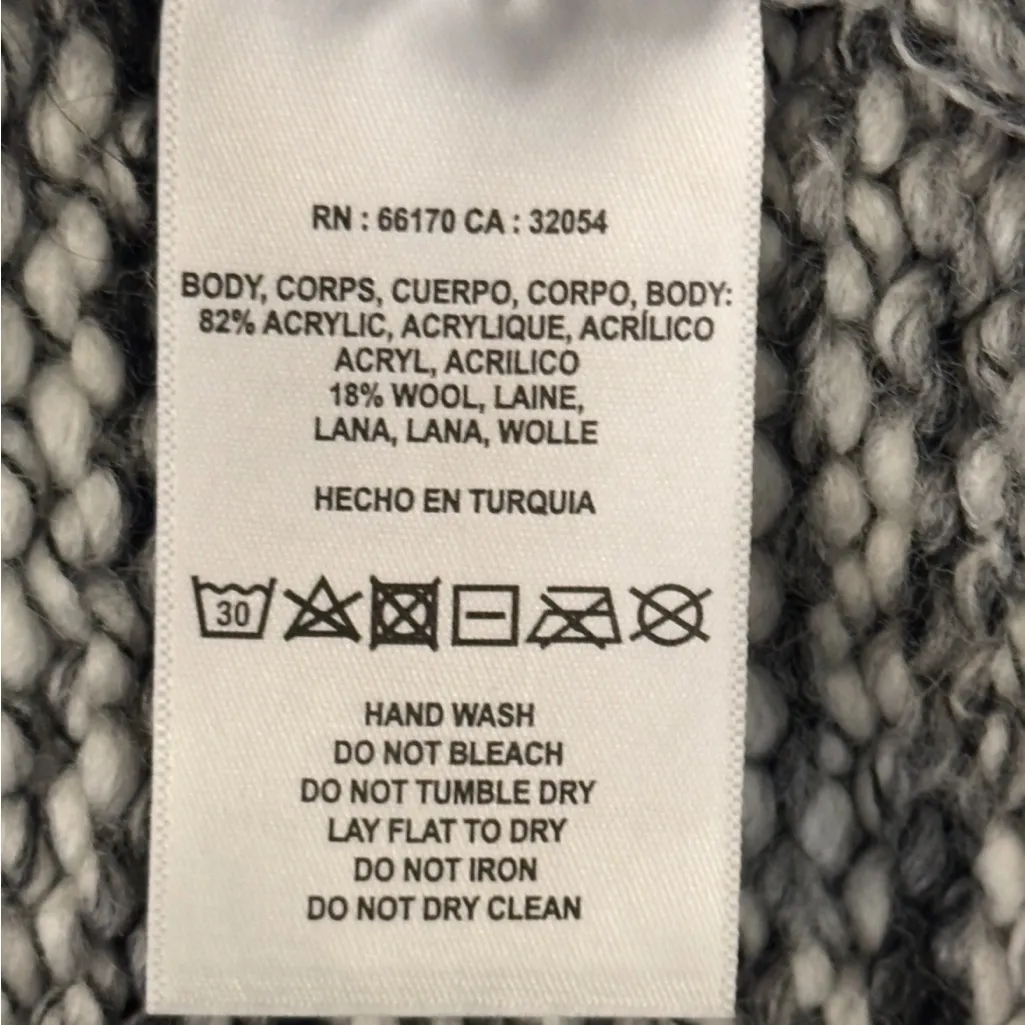 RN : 66170 CA : 32054
BODY, CORPS, CUERPO, CORPO, BODY:
82% ACRYLIC, ACRYLIQUE, ACRÍLICO
ACRYL, ACRILICO
18% WOOL, LAINE,
LANA, LANA, WOLLE
HECHO EN TURQUIA
30
HAND WASH
DO NOT BLEACH
DO NOT TUMBLE DRY
LAY FLAT TO DRY
DO NOT IRON
DO NOT DRY CLEAN